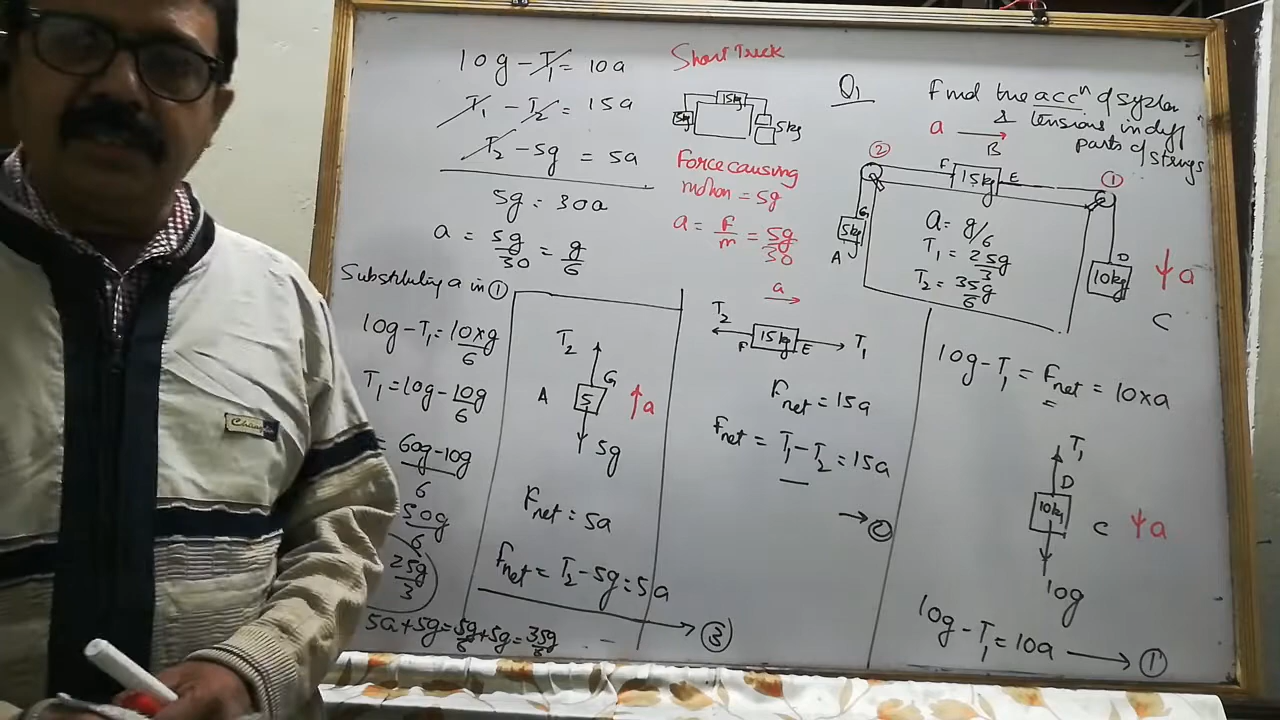 10g - T₁ = 10a
T₁ - T₂ = 15a
T₂ - 5g = 5a
5g = 30a
a = 5g/30 = g/6
Substituting a in ①
10g - T₁ = 10×g/6
T₁ = 10g - 10g/6
= 60g - 10g/6
50g/6
25g/3
5a + 5g = 5g/6 + 5g = 35g/6
Short Trick
15kg
5kg
5kg
Force causing
motion = 5g
a = F/m = 5g/30
T₂
G
A
5
a
5g
Fnet = 5a
Fnet = T₂ - 5g = 5a
③
a
T₂
15kg
T₁
F
E
Fnet = 15a
Fnet = T₁ - T₂ = 15a
②
Q₁
Find the accⁿ of system
& tensions in diff
parts of strings
a
B
②
F
15kg
E
①
G
5kg
A
D
10kg
a
C
a = g/6
T₁ = 25g/3
T₂ = 35g/6
10g - T₁ = Fnet = 10×a
T₁
D
10kg
C
a
10g
10g - T₁ = 10a
①
Champion